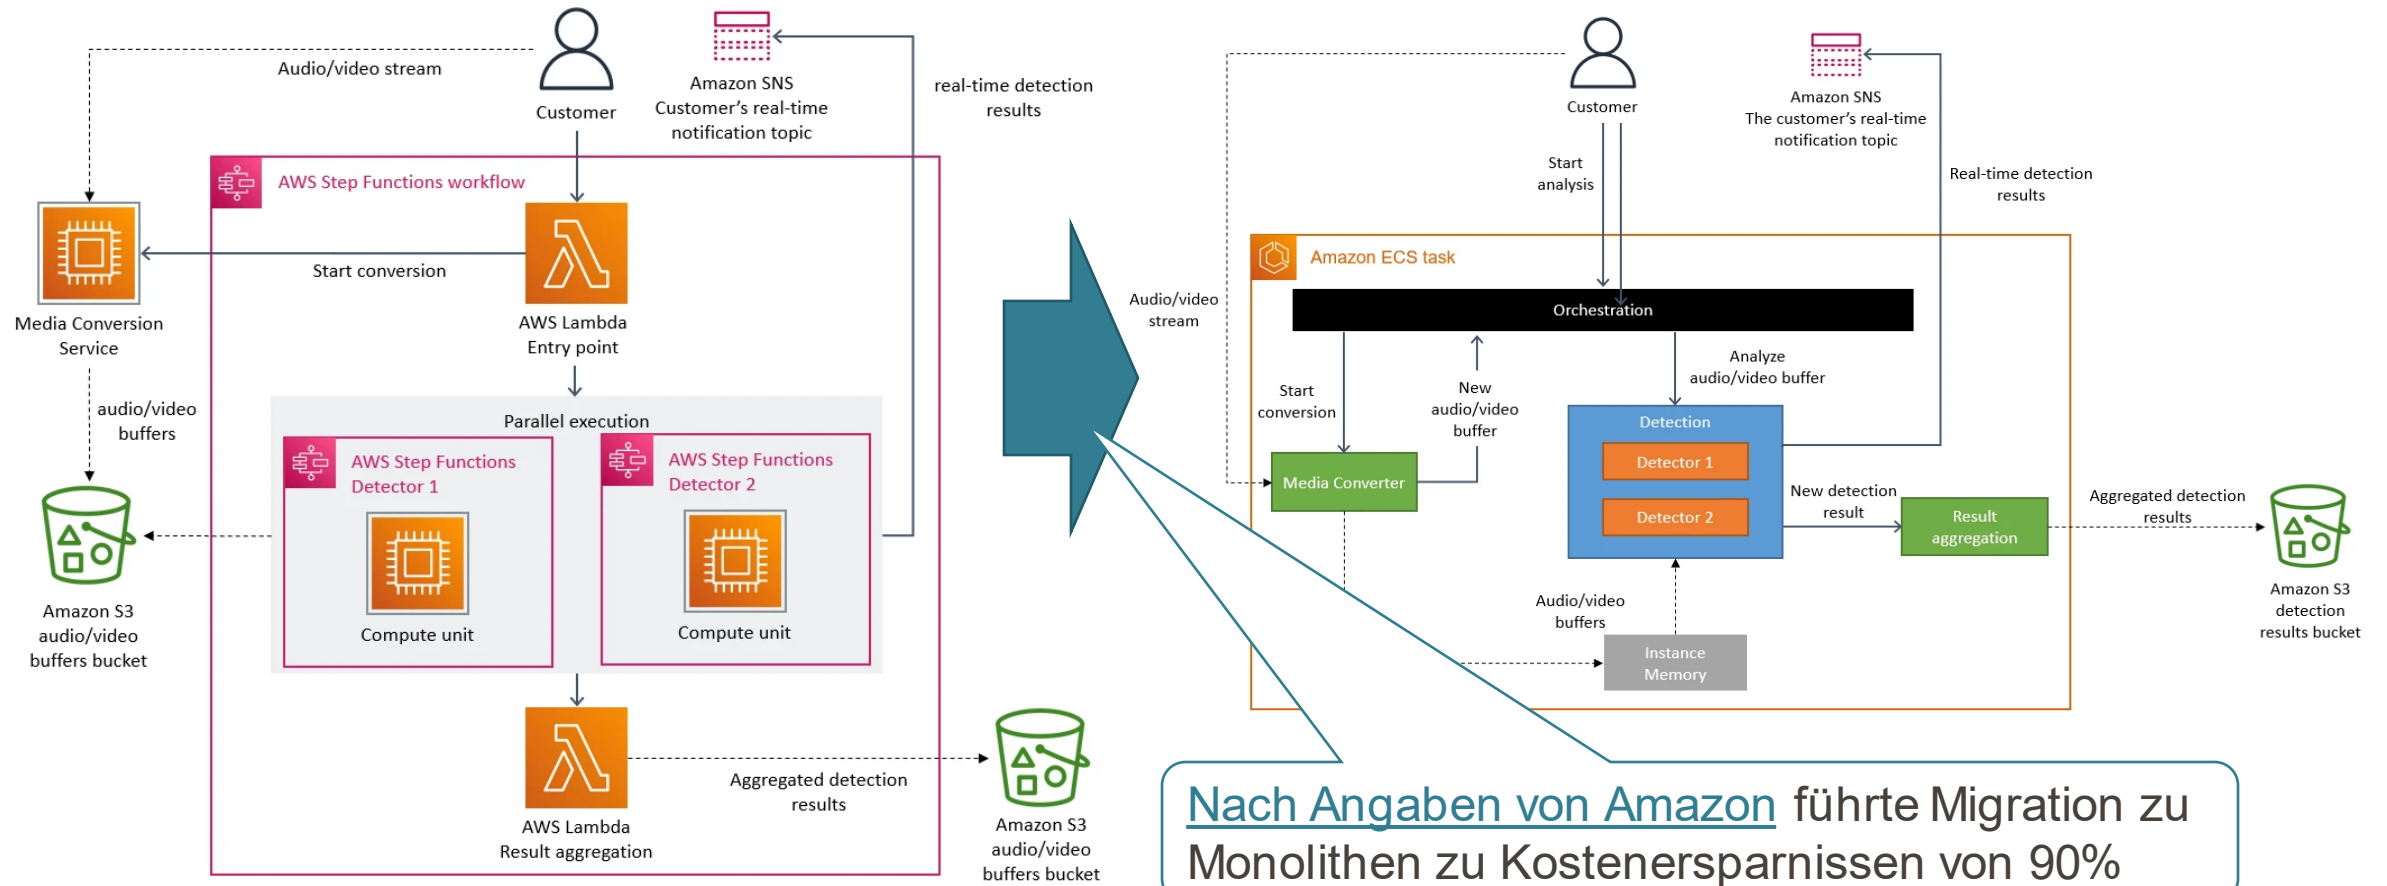 Audio/video stream
Customer
Amazon SNS
Customer's real-time
notification topic
real-time detection
results
AWS Step Functions workflow
Start conversion
Media Conversion
Service
AWS Lambda
Entry point
audio/video
buffers
Parallel execution
AWS Step Functions
Detector 1
AWS Step Functions
Detector 2
Compute unit
Compute unit
Amazon S3
audio/video
buffers bucket
AWS Lambda
Result aggregation
Aggregated detection
results
Amazon S3
audio/video
buffers bucket
Customer
Amazon SNS
The customer's real-time
notification topic
Start
analysis
Real-time detection
results
Amazon ECS task
Audio/video
stream
Orchestration
Start
conversion
New
audio/video
buffer
Analyze
audio/video buffer
Media Converter
Detection
Detector 1
Detector 2
New detection
result
Result
aggregation
Aggregated detection
results
Amazon S3
detection
results bucket
Audio/video
buffers
Instance
Memory
Nach Angaben von Amazon führte Migration zu
Monolithen zu Kostenersparnissen von 90%